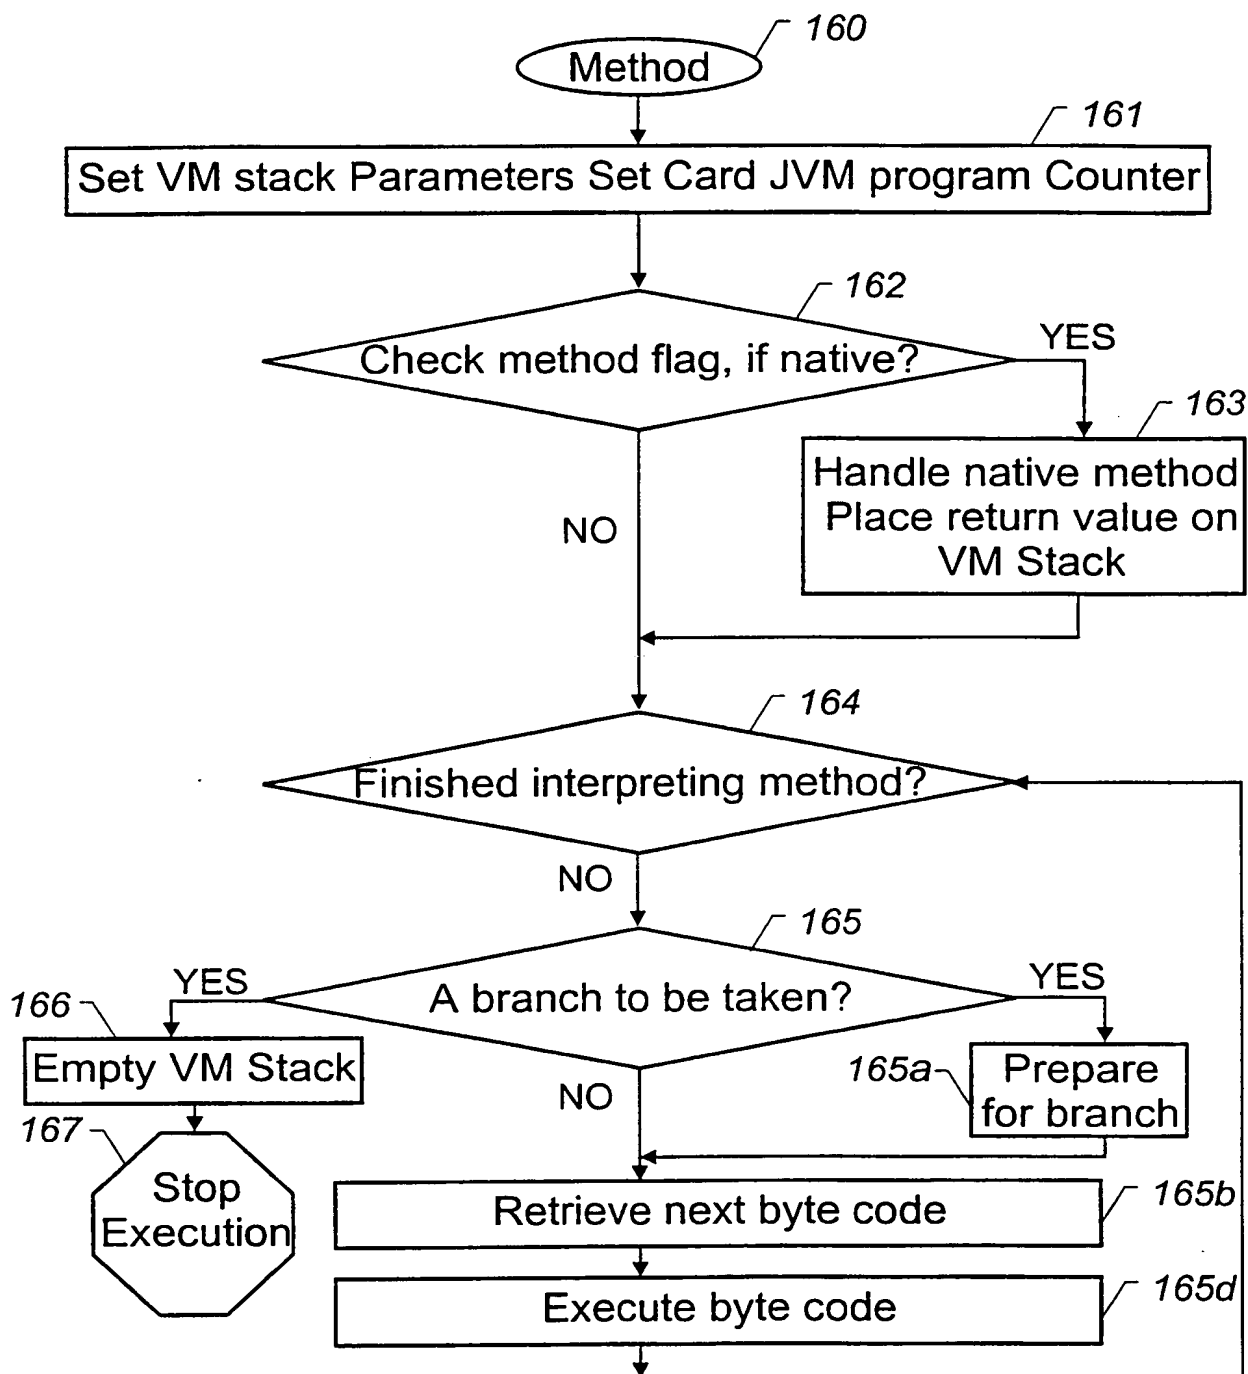 160
Method
161
Set VM stack Parameters Set Card JVM program Counter
162
Check method flag, if native?
YES
163
Handle native method
Place return value on
VM Stack
NO
164
Finished interpreting method?
NO
165
YES
A branch to be taken?
YES
166
Empty VM Stack
165a
Prepare
for branch
NO
167
Stop
Execution
Retrieve next byte code
165b
Execute byte code
165d